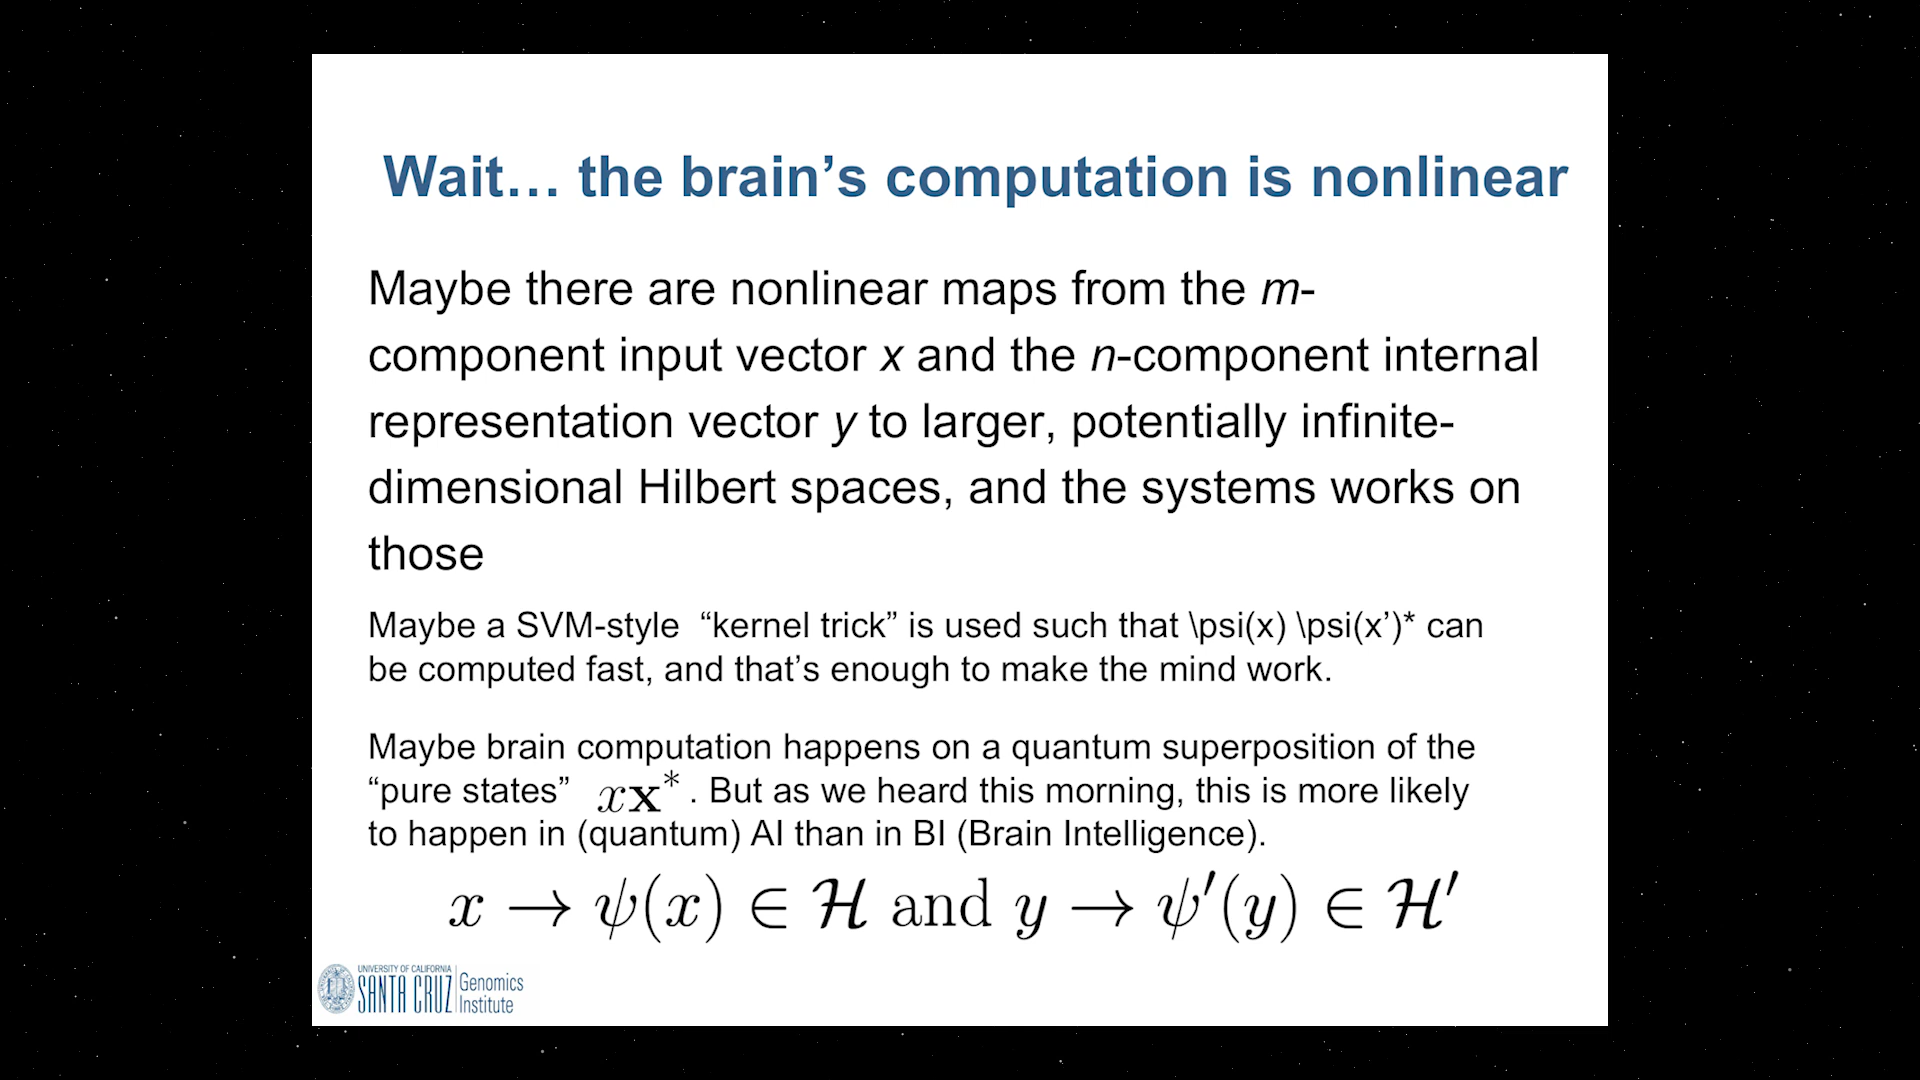 Wait… the brain’s computation is nonlinear
Maybe there are nonlinear maps from the m-
component input vector x and the n-component internal
representation vector y to larger, potentially infinite-
dimensional Hilbert spaces, and the systems works on
those
Maybe a SVM-style “kernel trick” is used such that \psi(x) \psi(x’)* can
be computed fast, and that’s enough to make the mind work.
Maybe brain computation happens on a quantum superposition of the
“pure states” x𝐱* . But as we heard this morning, this is more likely
to happen in (quantum) AI than in BI (Brain Intelligence).
x → ψ(x) ∈ ℋ and y → ψ′(y) ∈ ℋ′
UNIVERSITY OF CALIFORNIA
SANTA CRUZ
Genomics
Institute